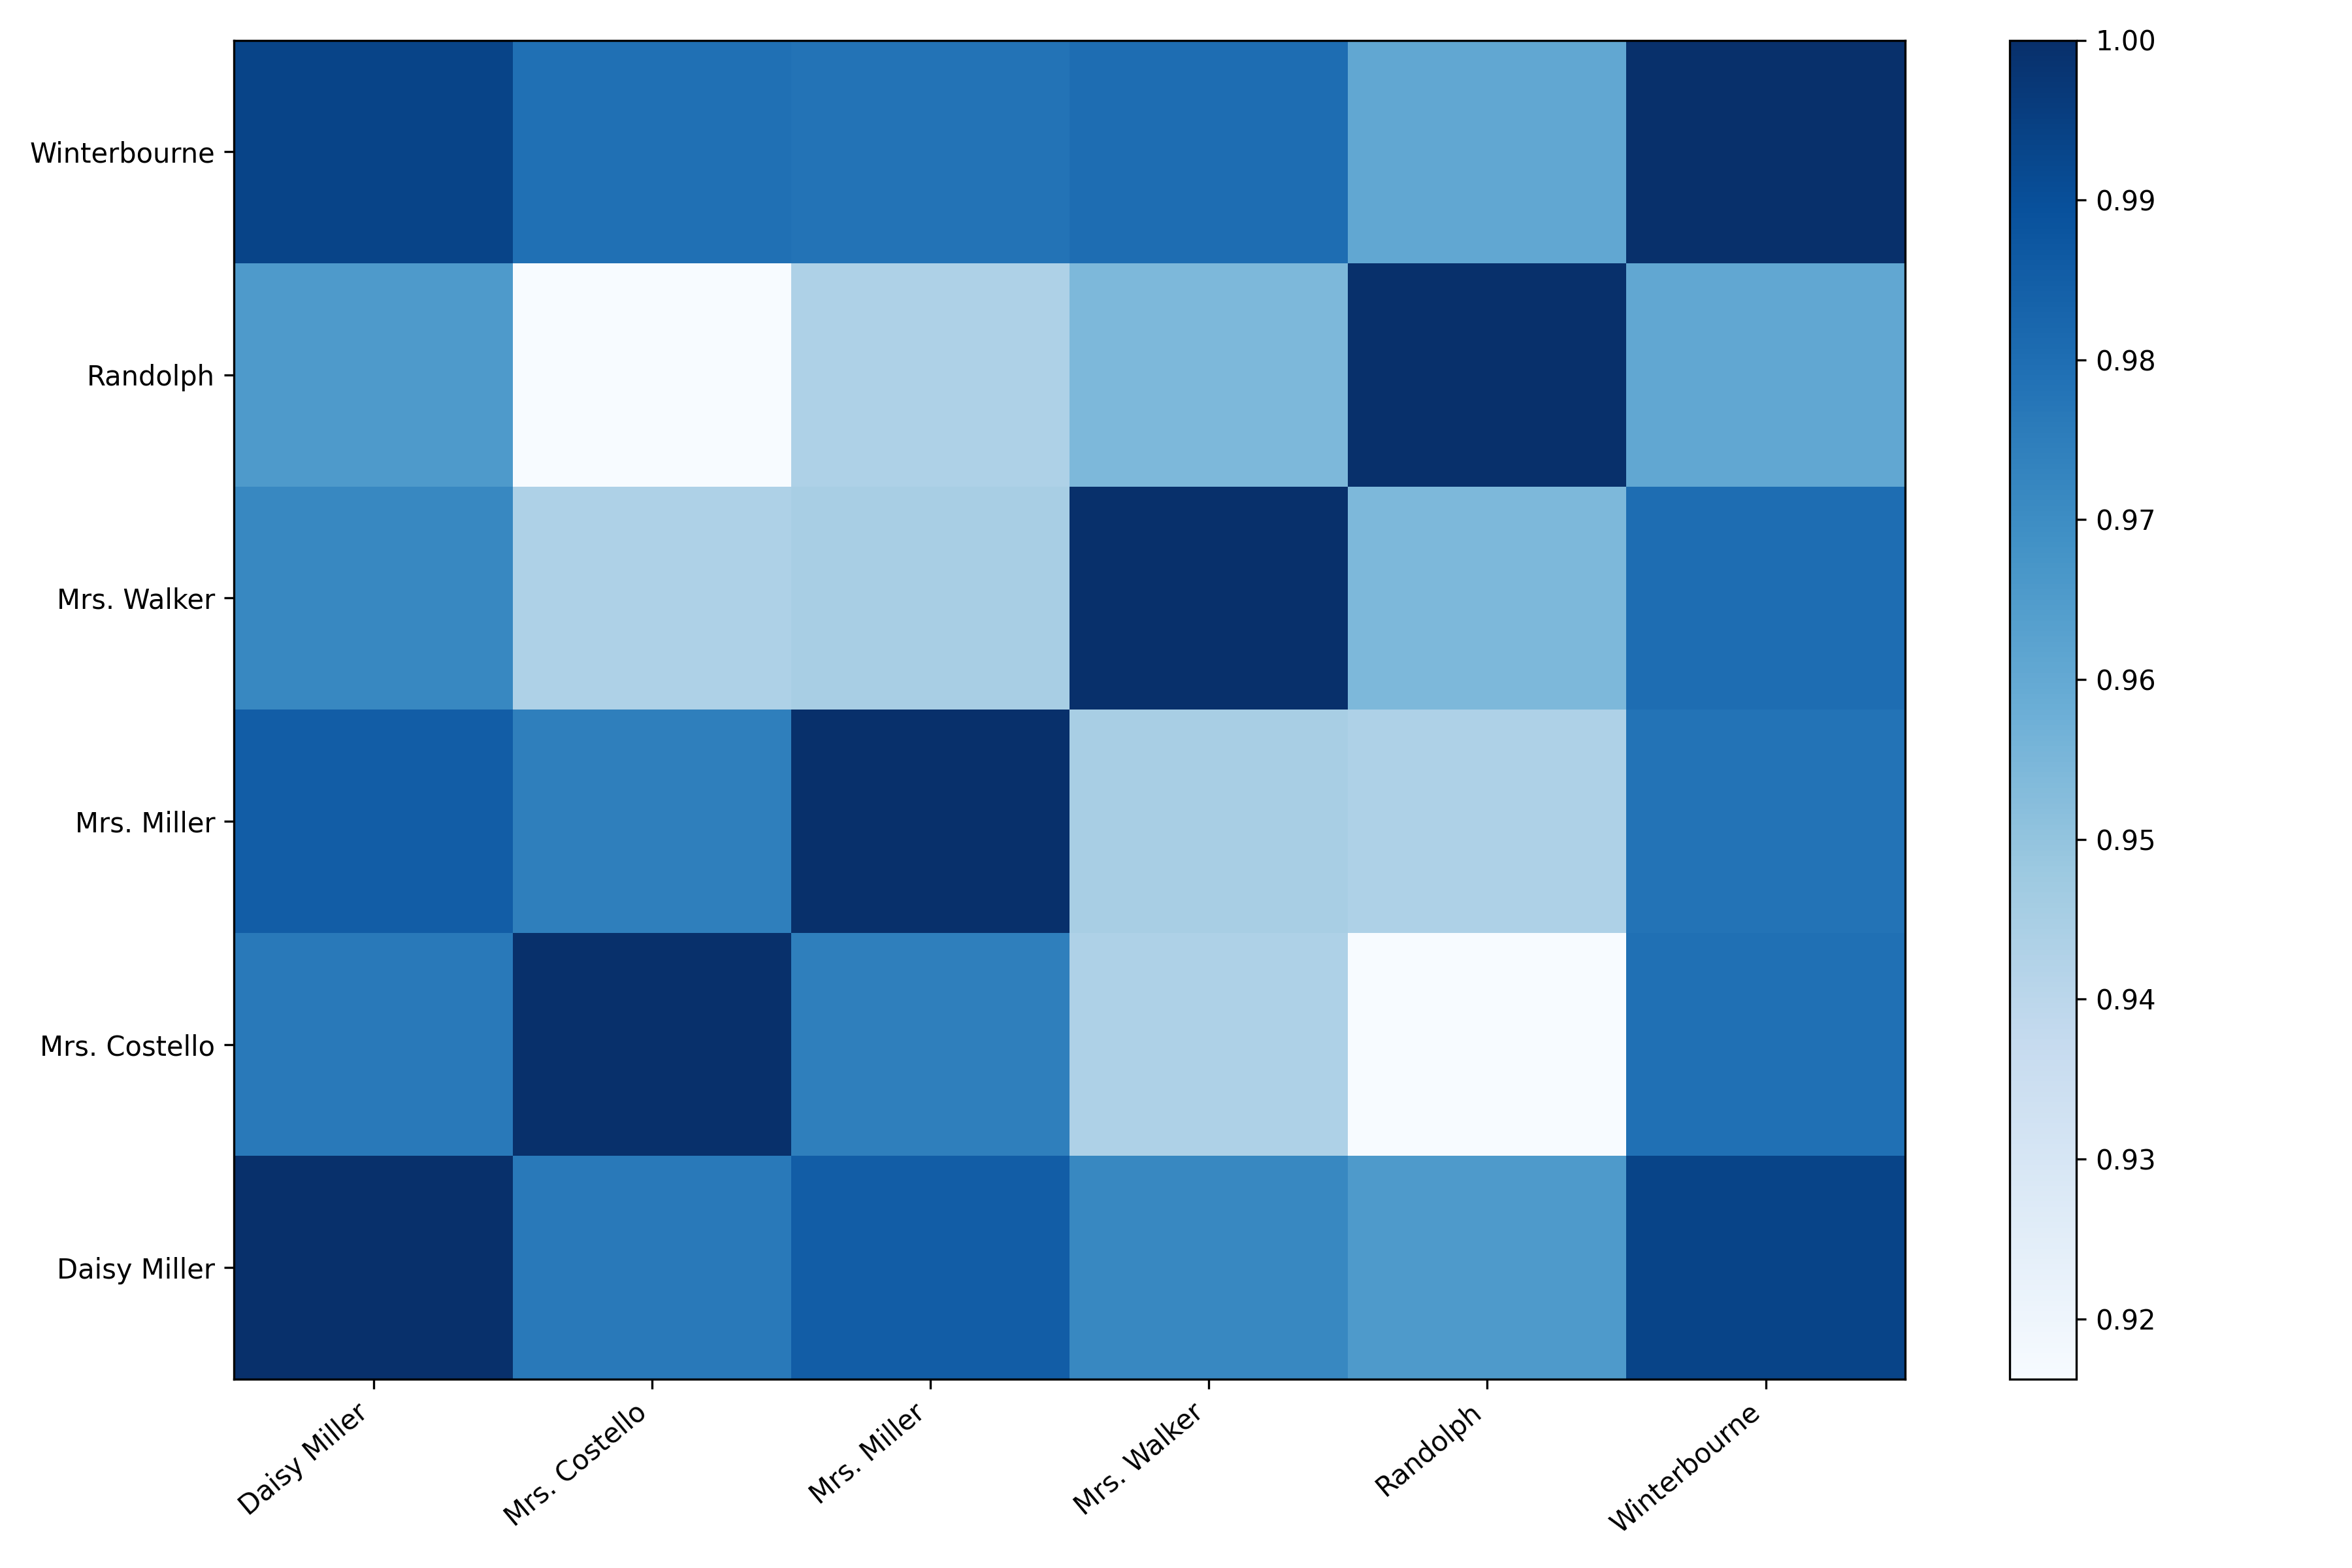 Winterbourne
Randolph
Mrs. Walker
Mrs. Miller
Mrs. Costello
Daisy Miller
Daisy Miller
Mrs. Costello
Mrs. Miller
Mrs. Walker
Randolph
Winterbourne
1.00
0.99
0.98
0.97
0.96
0.95
0.94
0.93
0.92